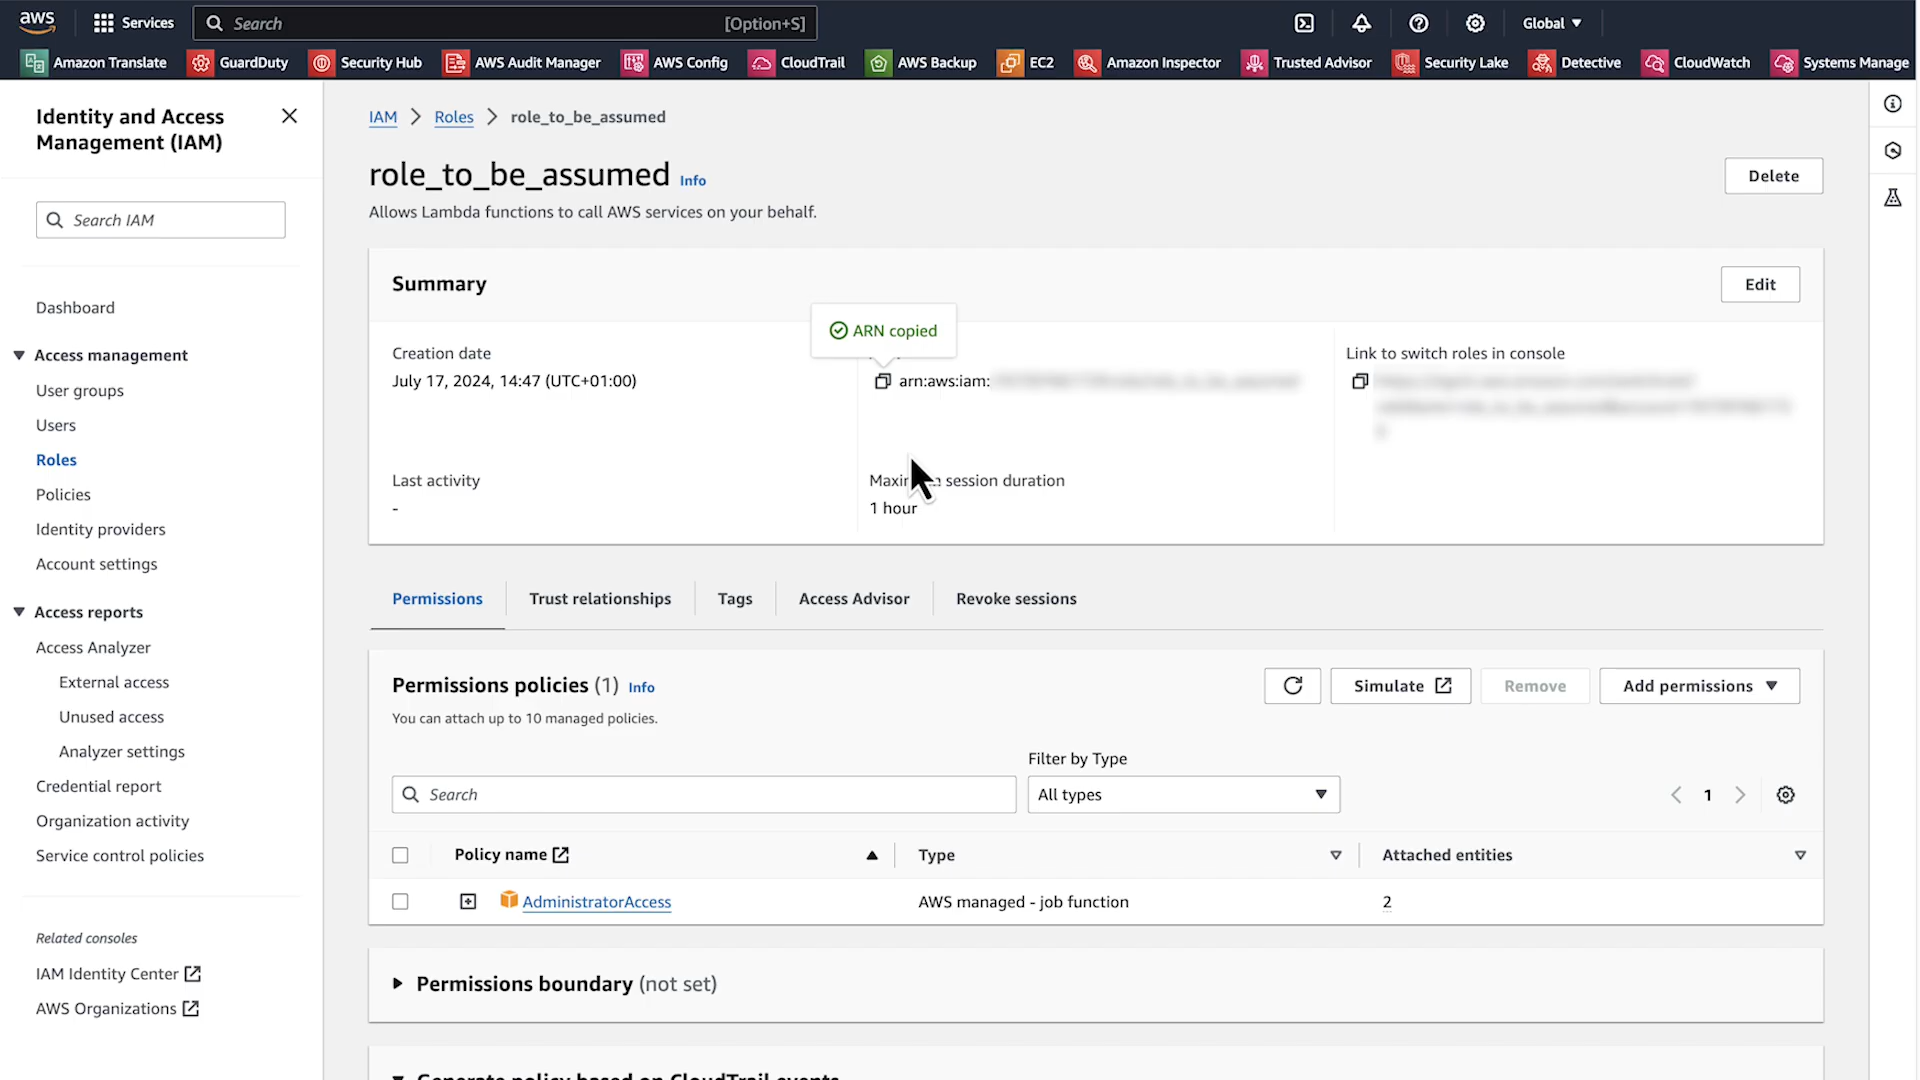 aws
Services
Search
[Option+S]
Global
Amazon Translate
GuardDuty
Security Hub
AWS Audit Manager
AWS Config
CloudTrail
AWS Backup
EC2
Amazon Inspector
Trusted Advisor
Security Lake
Detective
CloudWatch
Systems Manage
Identity and Access
Management (IAM)
Search IAM
Dashboard
Access management
User groups
Users
Roles
Policies
Identity providers
Account settings
Access reports
Access Analyzer
External access
Unused access
Analyzer settings
Credential report
Organization activity
Service control policies
Related consoles
IAM Identity Center
AWS Organizations
IAM
Roles
role_to_be_assumed
role_to_be_assumed Info
Delete
Allows Lambda functions to call AWS services on your behalf.
Summary
Edit
ARN copied
Creation date
July 17, 2024, 14:47 (UTC+01:00)
arn:aws:iam:
Link to switch roles in console
Last activity
-
session duration
1 hour
Permissions
Trust relationships
Tags
Access Advisor
Revoke sessions
Permissions policies (1) Info
You can attach up to 10 managed policies.
Simulate
Remove
Add permissions
Filter by Type
Search
All types
1
Policy name
Type
Attached entities
AdministratorAccess
AWS managed - job function
2
Permissions boundary (not set)
Generate policy based on CloudTrail events